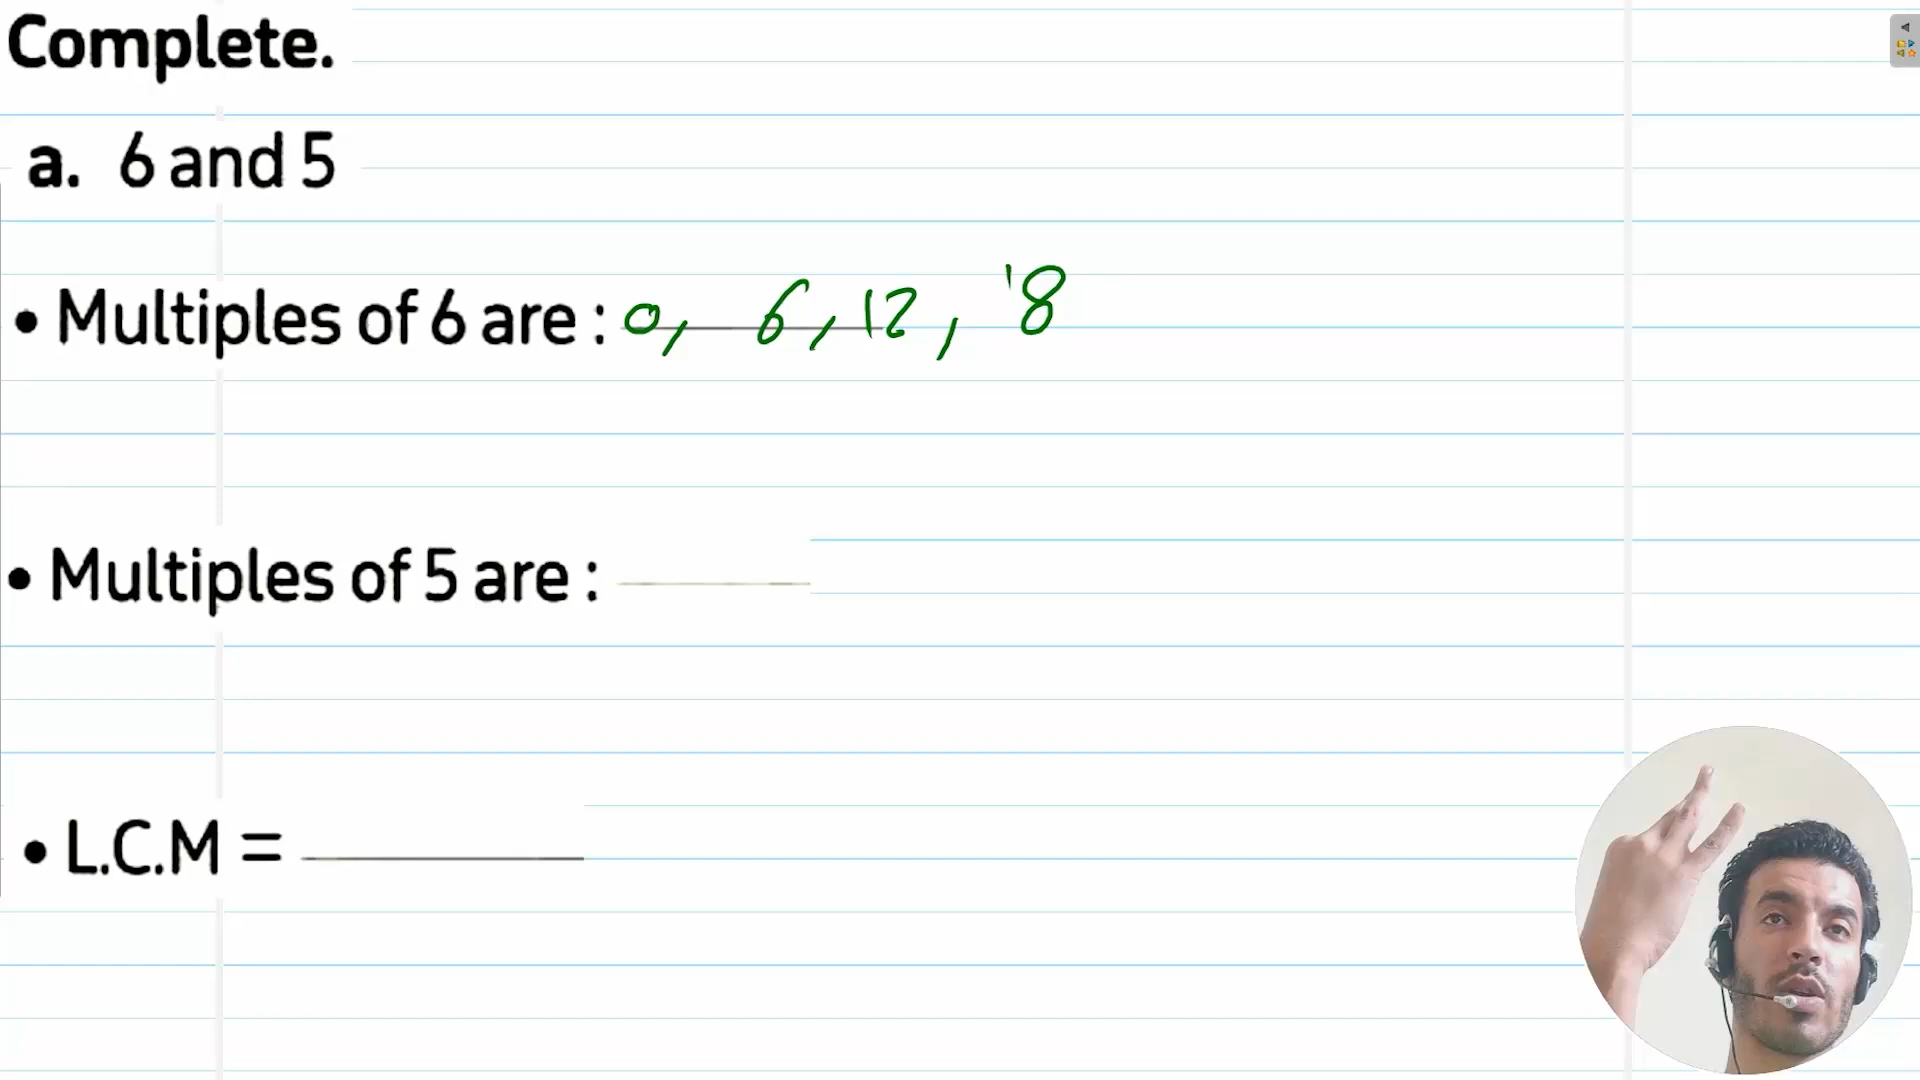 Complete.
a. 6 and 5
• Multiples of 6 are : 0, 6, 12, 18
• Multiples of 5 are :
• L.C.M =